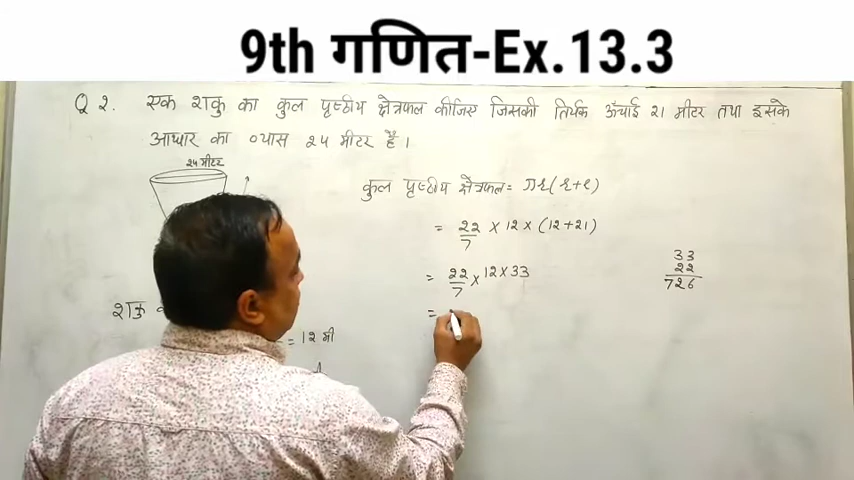 9th गणित-Ex.13.3
Q 2. एक शंकु का कुल पृष्ठीय क्षेत्रफल कीजिए जिसकी तिर्यक ऊँचाई 21 मीटर तथा इसके
आधार का व्यास 24 मीटर है।
24 मीटर
कुल पृष्ठीय क्षेत्रफल = πr(r+l)
= 22/7 × 12 × (12+21)
= 22/7 × 12 × 33
=
33
22
726
शंकु
= 12 मी